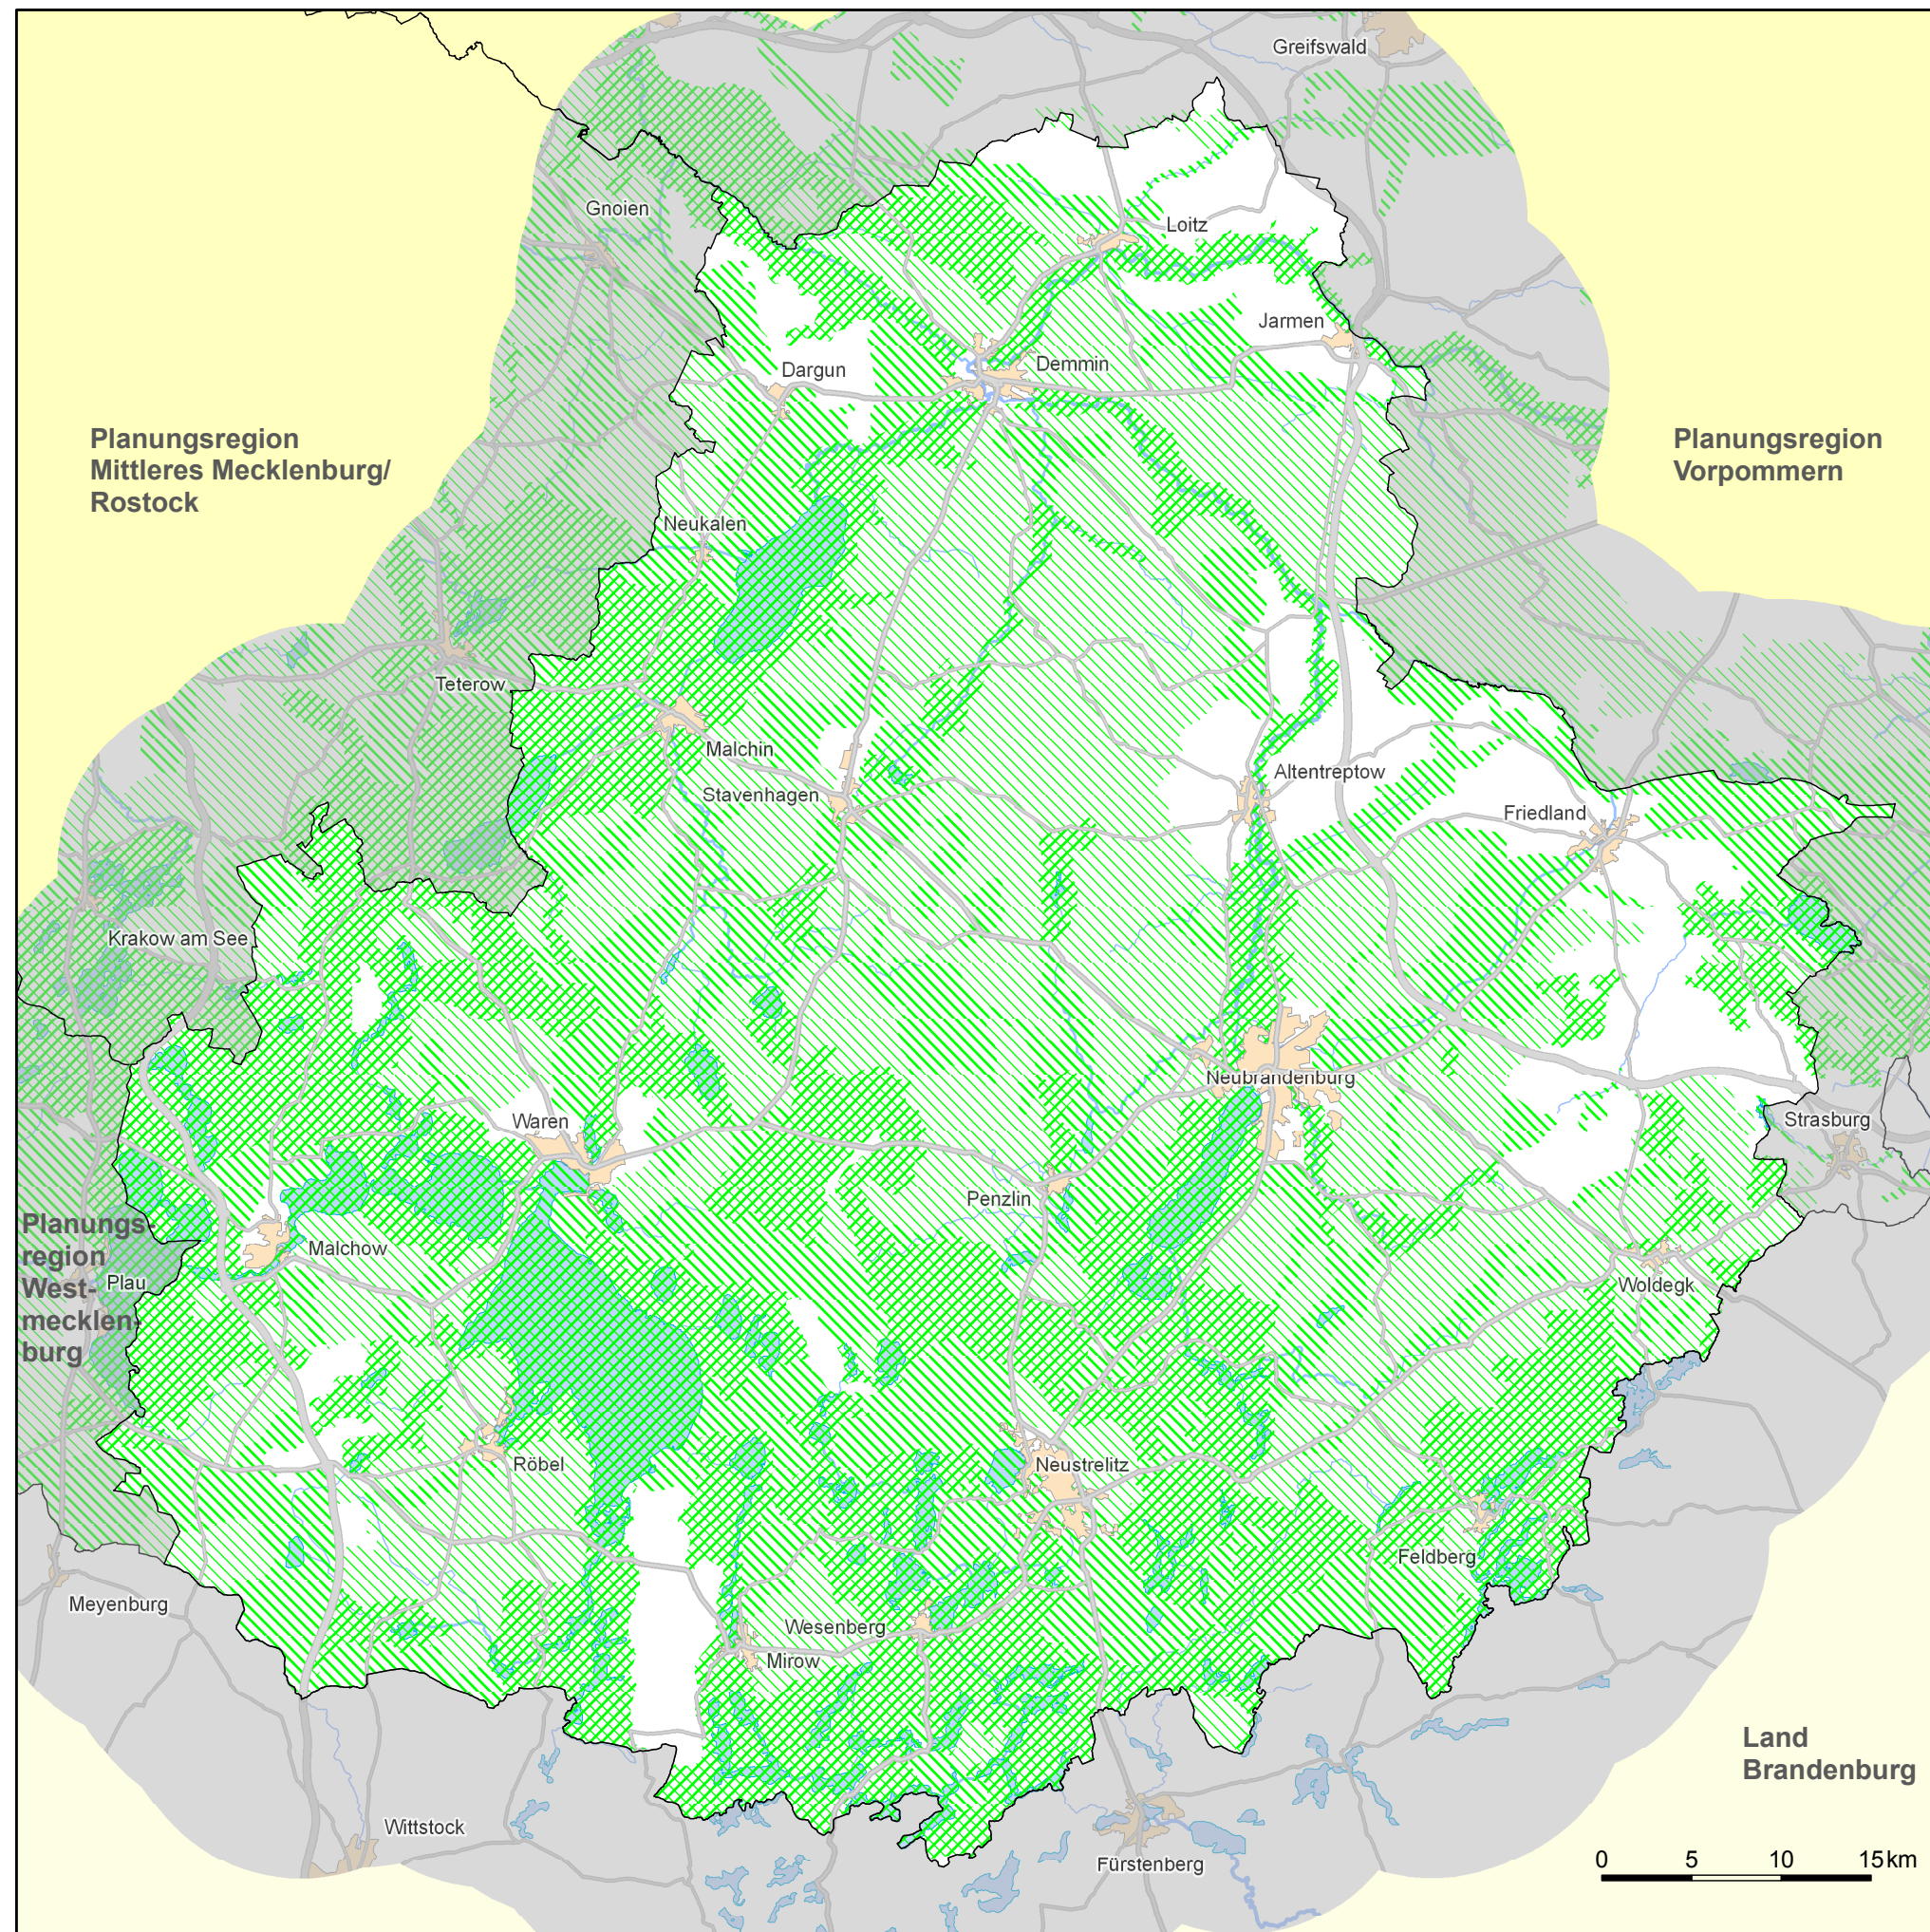 Greifswald
Gnoien
Loitz
Jarmen
Demmin
Dargun
Planungsregion
Mittleres Mecklenburg/
Rostock
Planungsregion
Vorpommern
Neukalen
Teterow
Malchin
Stavenhagen
Altentreptow
Friedland
Krakow am See
Neubrandenburg
Waren
Strasburg
Penzlin
Planungs-
region
West-
mecklen-
burg
Malchow
Plau
Woldegk
Röbel
Neustrelitz
Feldberg
Meyenburg
Wesenberg
Mirow
Land
Brandenburg
Wittstock
Fürstenberg
0 5 10 15 km